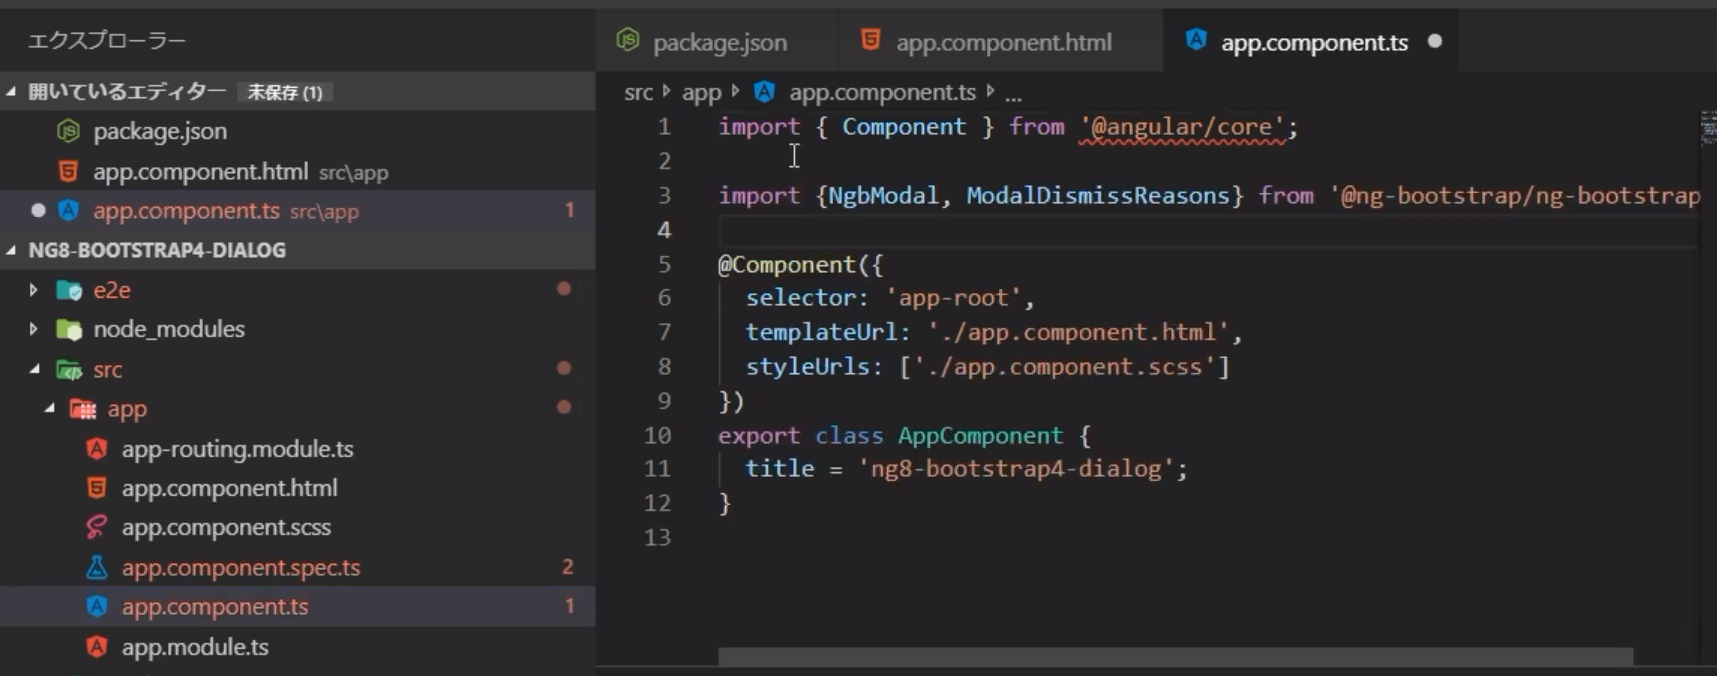 エクスプローラー
開いているエディター 未保存 (1)
package.json
app.component.html src\app
app.component.ts src\app 1
NG8-BOOTSTRAP4-DIALOG
e2e
node_modules
src
app
app-routing.module.ts
app.component.html
app.component.scss
app.component.spec.ts 2
app.component.ts 1
app.module.ts
package.json app.component.html app.component.ts
src app app.component.ts ...
1 import { Component } from '@angular/core';
2
3 import {NgbModal, ModalDismissReasons} from '@ng-bootstrap/ng-bootstrap
4
5 @Component({
6 selector: 'app-root',
7 templateUrl: './app.component.html',
8 styleUrls: ['./app.component.scss']
9 })
10 export class AppComponent {
11 title = 'ng8-bootstrap4-dialog';
12 }
13